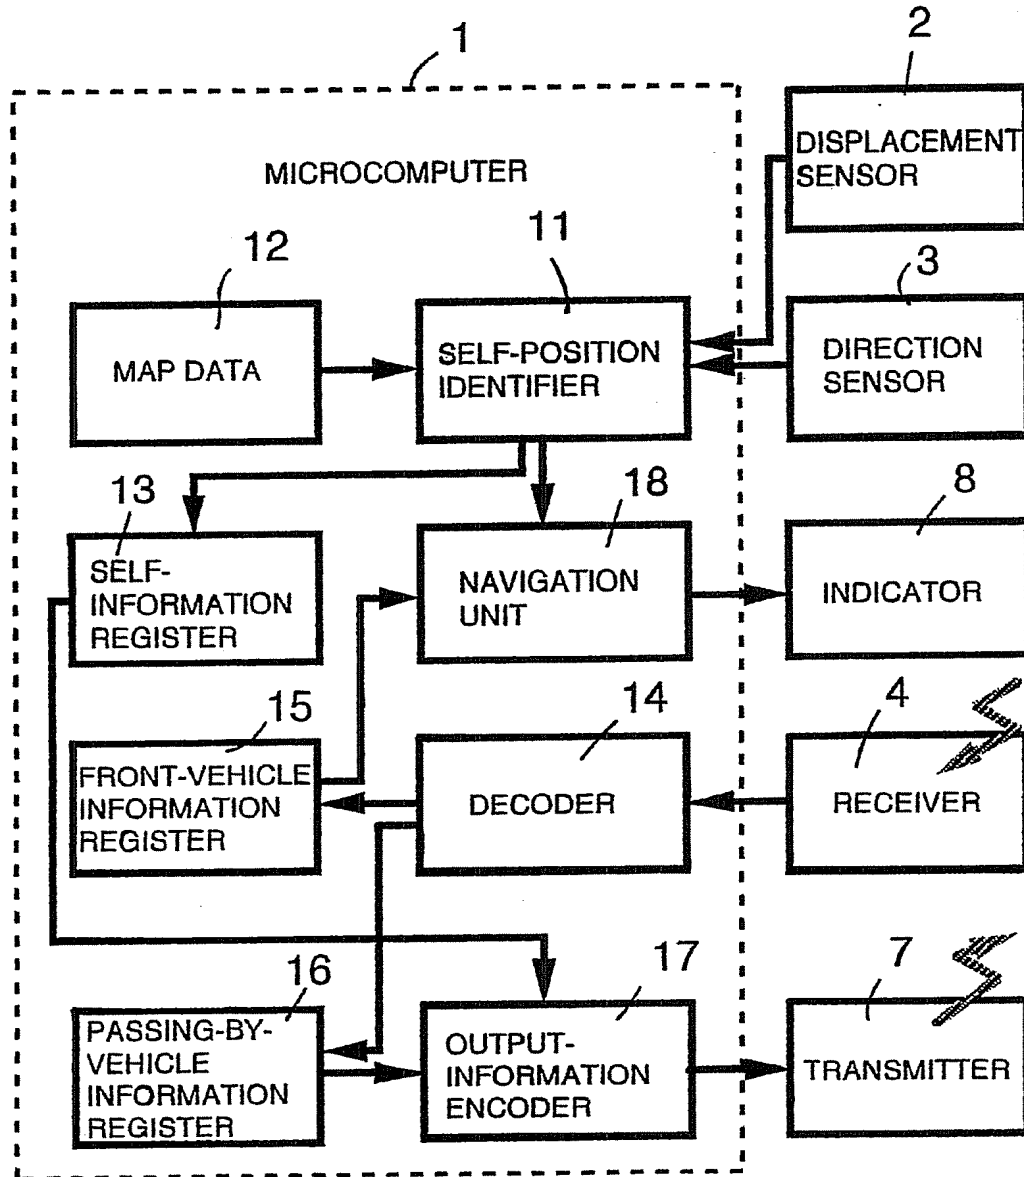 1
2
DISPLACEMENT
SENSOR
MICROCOMPUTER
12
11
3
MAP DATA
SELF-POSITION
IDENTIFIER
DIRECTION
SENSOR
13
18
8
SELF-
INFORMATION
REGISTER
NAVIGATION
UNIT
INDICATOR
15
14
4
FRONT-VEHICLE
INFORMATION
REGISTER
DECODER
RECEIVER
16
17
7
PASSING-BY-
VEHICLE
INFORMATION
REGISTER
OUTPUT-
INFORMATION
ENCODER
TRANSMITTER